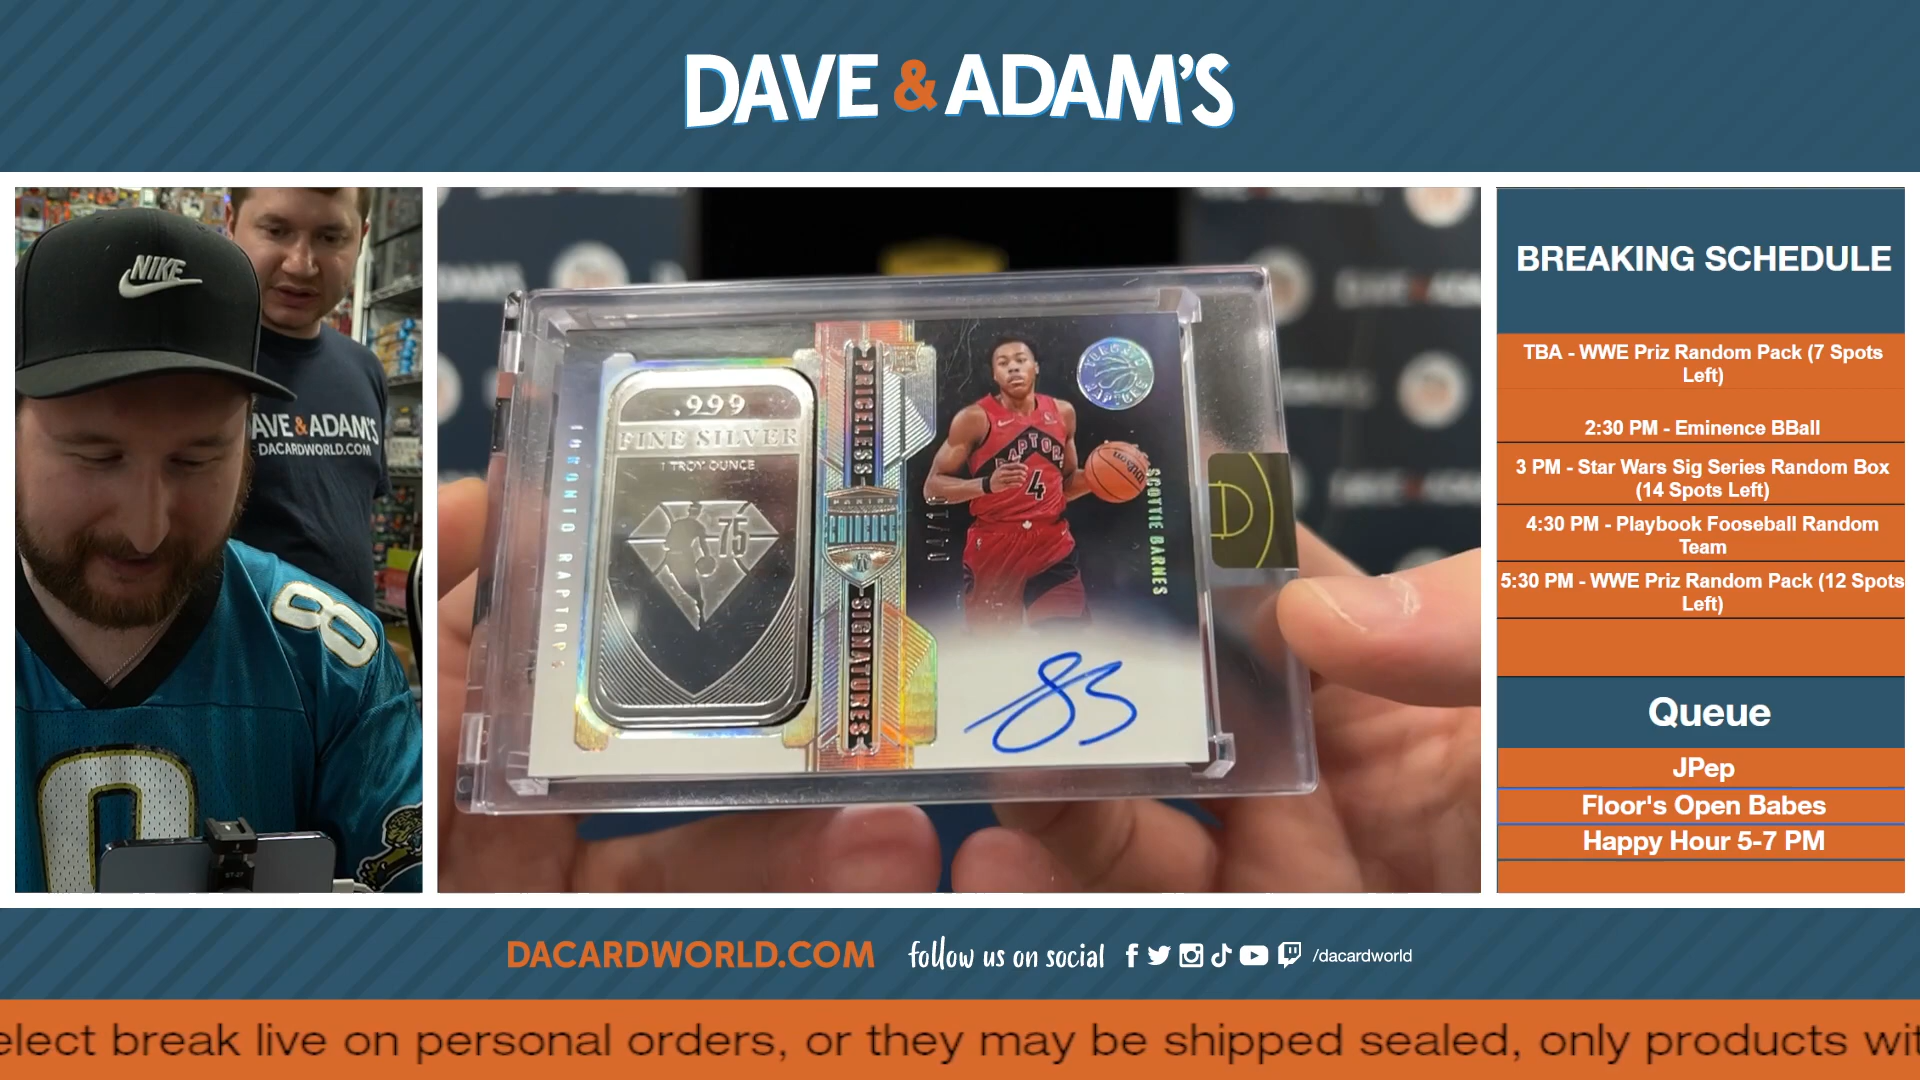 DAVE & ADAM'S
NIKE
AVE & ADAM'S
DACARDWORLD.COM
8
.999
FINE SILVER
1 TROY OUNCE
75
TORONTO RAPTORS
PRICELESS
PANINI
EMINENCE
SIGNATURES
RAPTORS
4
SCOTIE BARNES
BREAKING SCHEDULE
TBA - WWE Priz Random Pack (7 Spots
Left)
2:30 PM - Eminence BBall
3 PM - Star Wars Sig Series Random Box
(14 Spots Left)
4:30 PM - Playbook Fooseball Random
Team
5:30 PM - WWE Priz Random Pack (12 Spots
Left)
Queue
JPep
Floor's Open Babes
Happy Hour 5-7 PM
DACARDWORLD.COM follow us on social /dacardworld
elect break live on personal orders, or they may be shipped sealed, only products wit